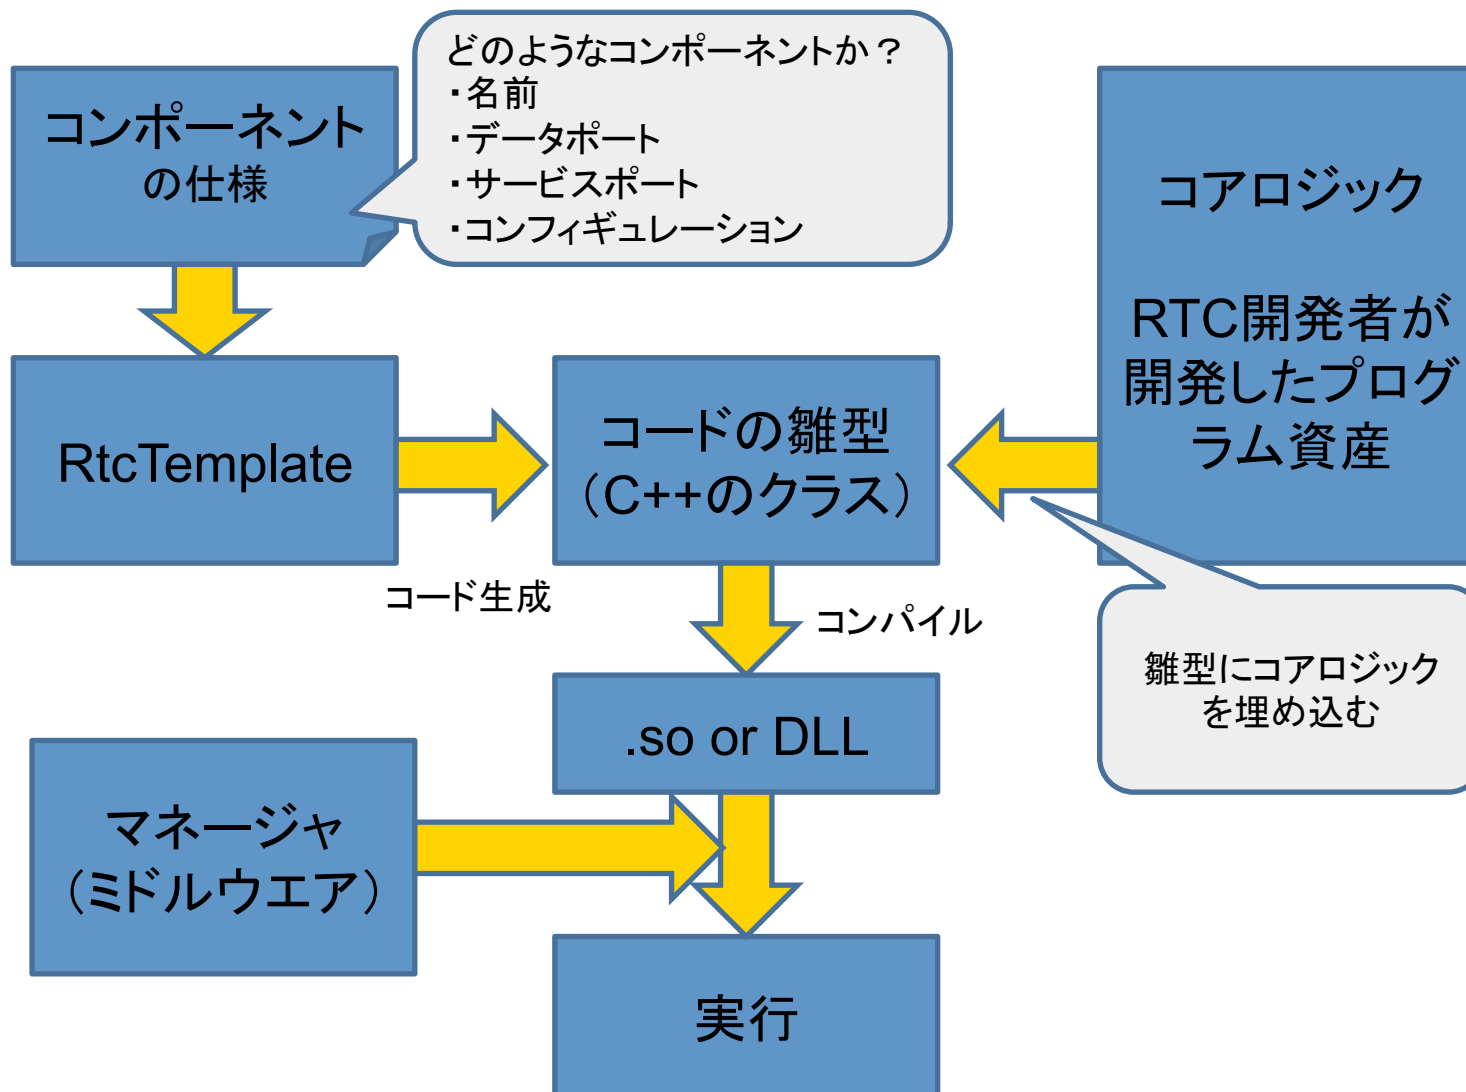 コンポーネント
の仕様
どのようなコンポーネントか？
・名前
・データポート
・サービスポート
・コンフィギュレーション
コアロジック
RTC開発者が
開発したプログ
ラム資産
RtcTemplate
コードの雛型
（C++のクラス）
コード生成
コンパイル
雛型にコアロジック
を埋め込む
.so or DLL
マネージャ
（ミドルウエア）
実行